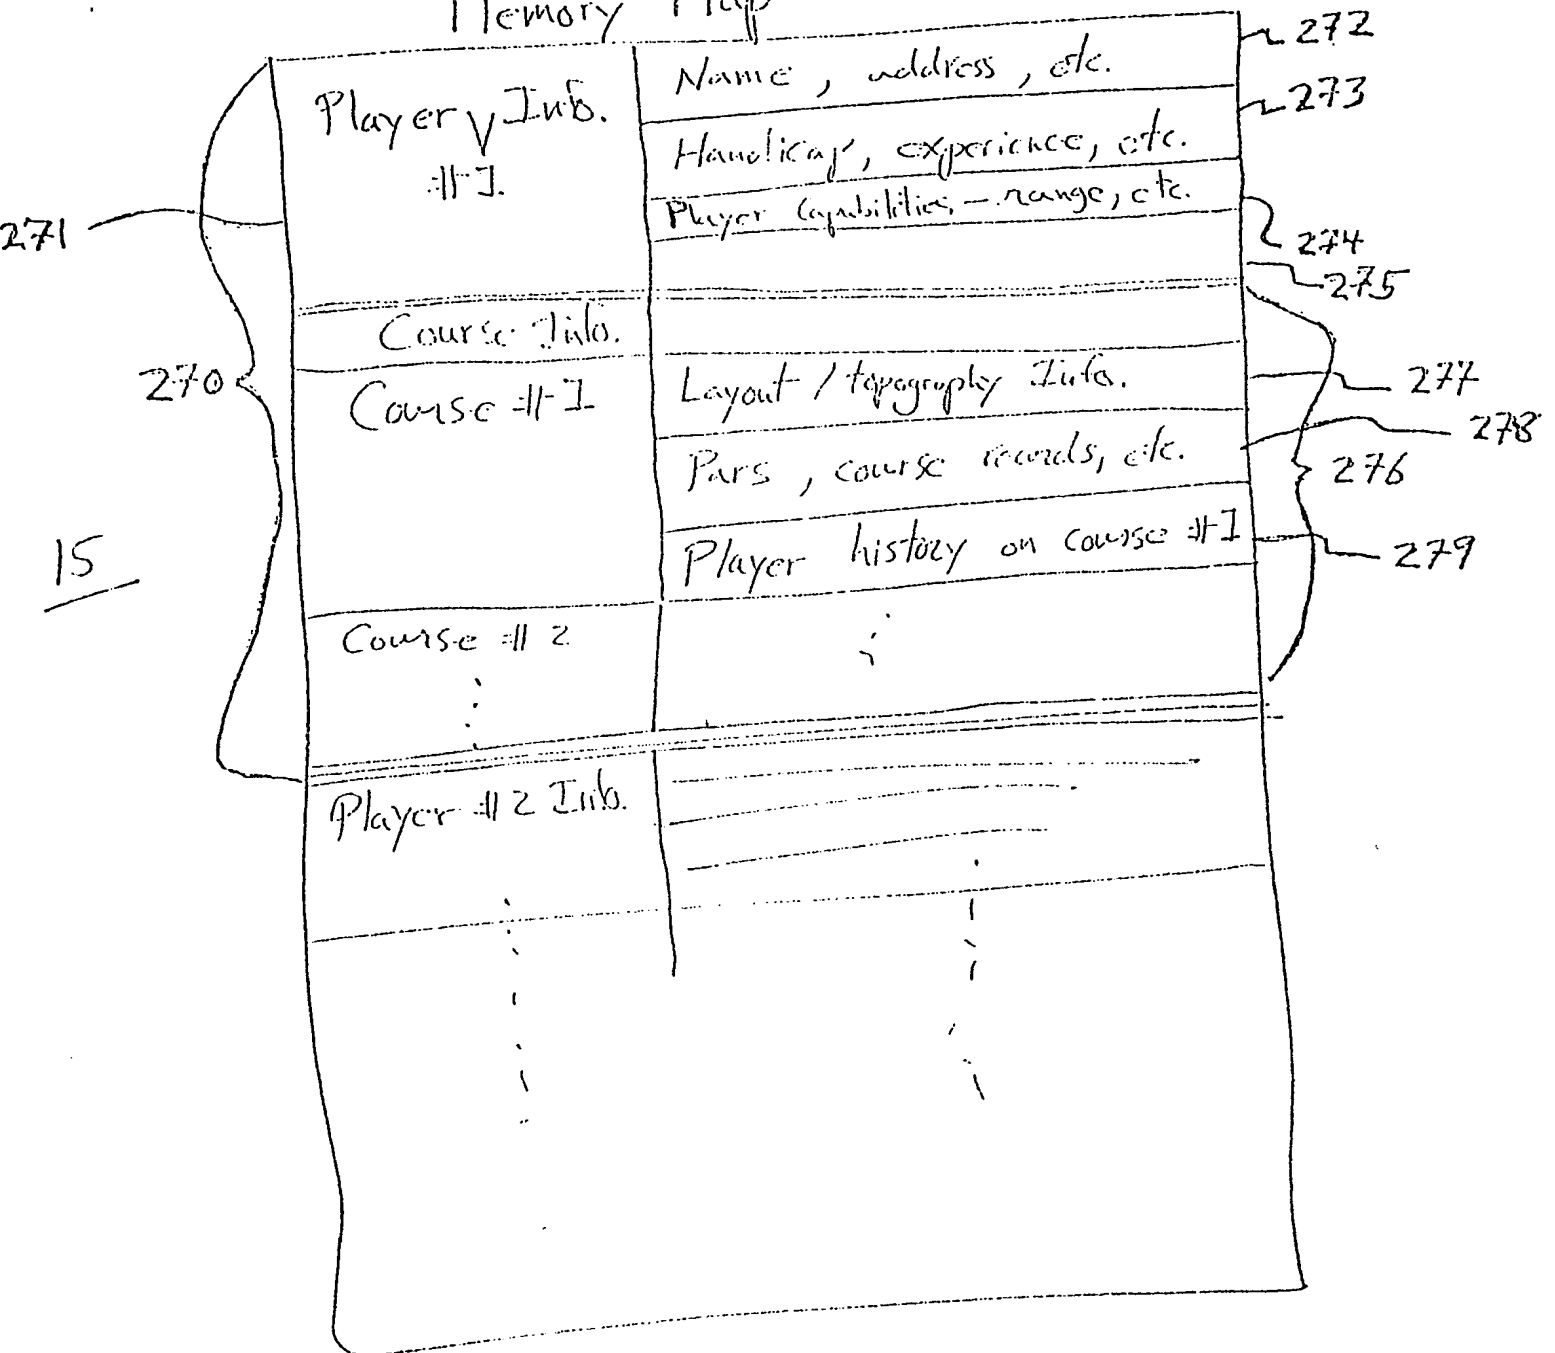 Memory Map
272
Name, address, etc.
273
Player Info.
#1
Handicap, experience, etc.
Player Capabilities - range, etc.
271
274
275
Course Info.
270
Course #1
Layout / topography Info.
277
278
Pars, course records, etc.
276
Player history on course #1
279
15
Course # 2
Player # 2 Info.